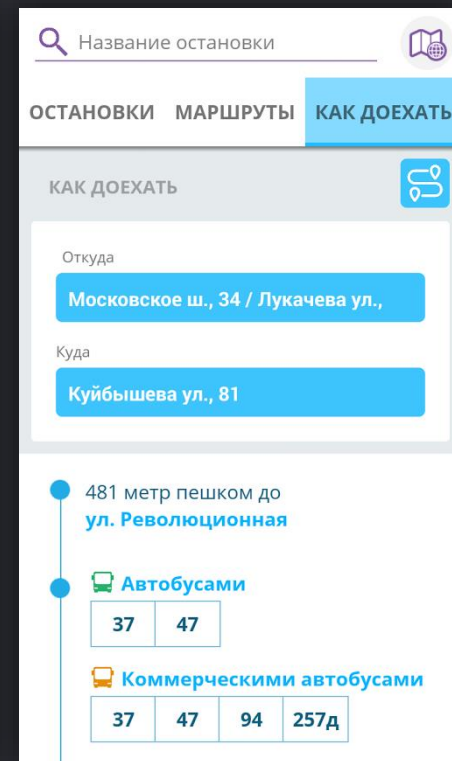 Название остановки
ОСТАНОВКИ МАРШРУТЫ КАК ДОЕХАТЬ
КАК ДОЕХАТЬ
Откуда
Московское ш., 34 / Лукачева ул.,
Куда
Куйбышева ул., 81
481 метр пешком до
ул. Революционная
Автобусами
37 47
Коммерческими автобусами
37 47 94 257д